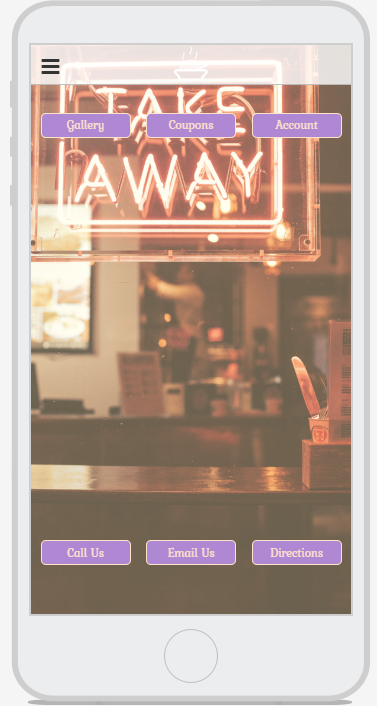 TAKE
Gallery Coupons Account
AWAY
Call Us Email Us Directions